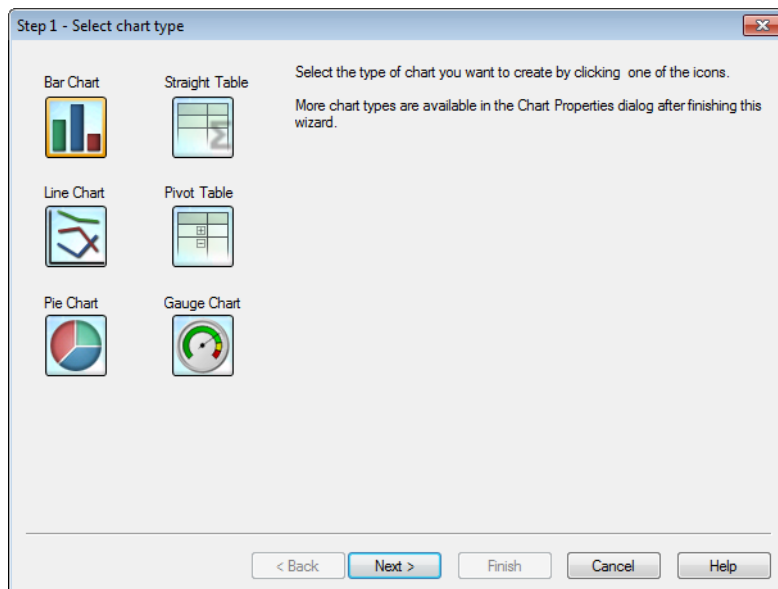 Step 1 - Select chart type
Bar Chart
Straight Table
Line Chart
Pivot Table
Pie Chart
Gauge Chart
Select the type of chart you want to create by clicking one of the icons.
More chart types are available in the Chart Properties dialog after finishing this
wizard.
< Back
Next >
Finish
Cancel
Help